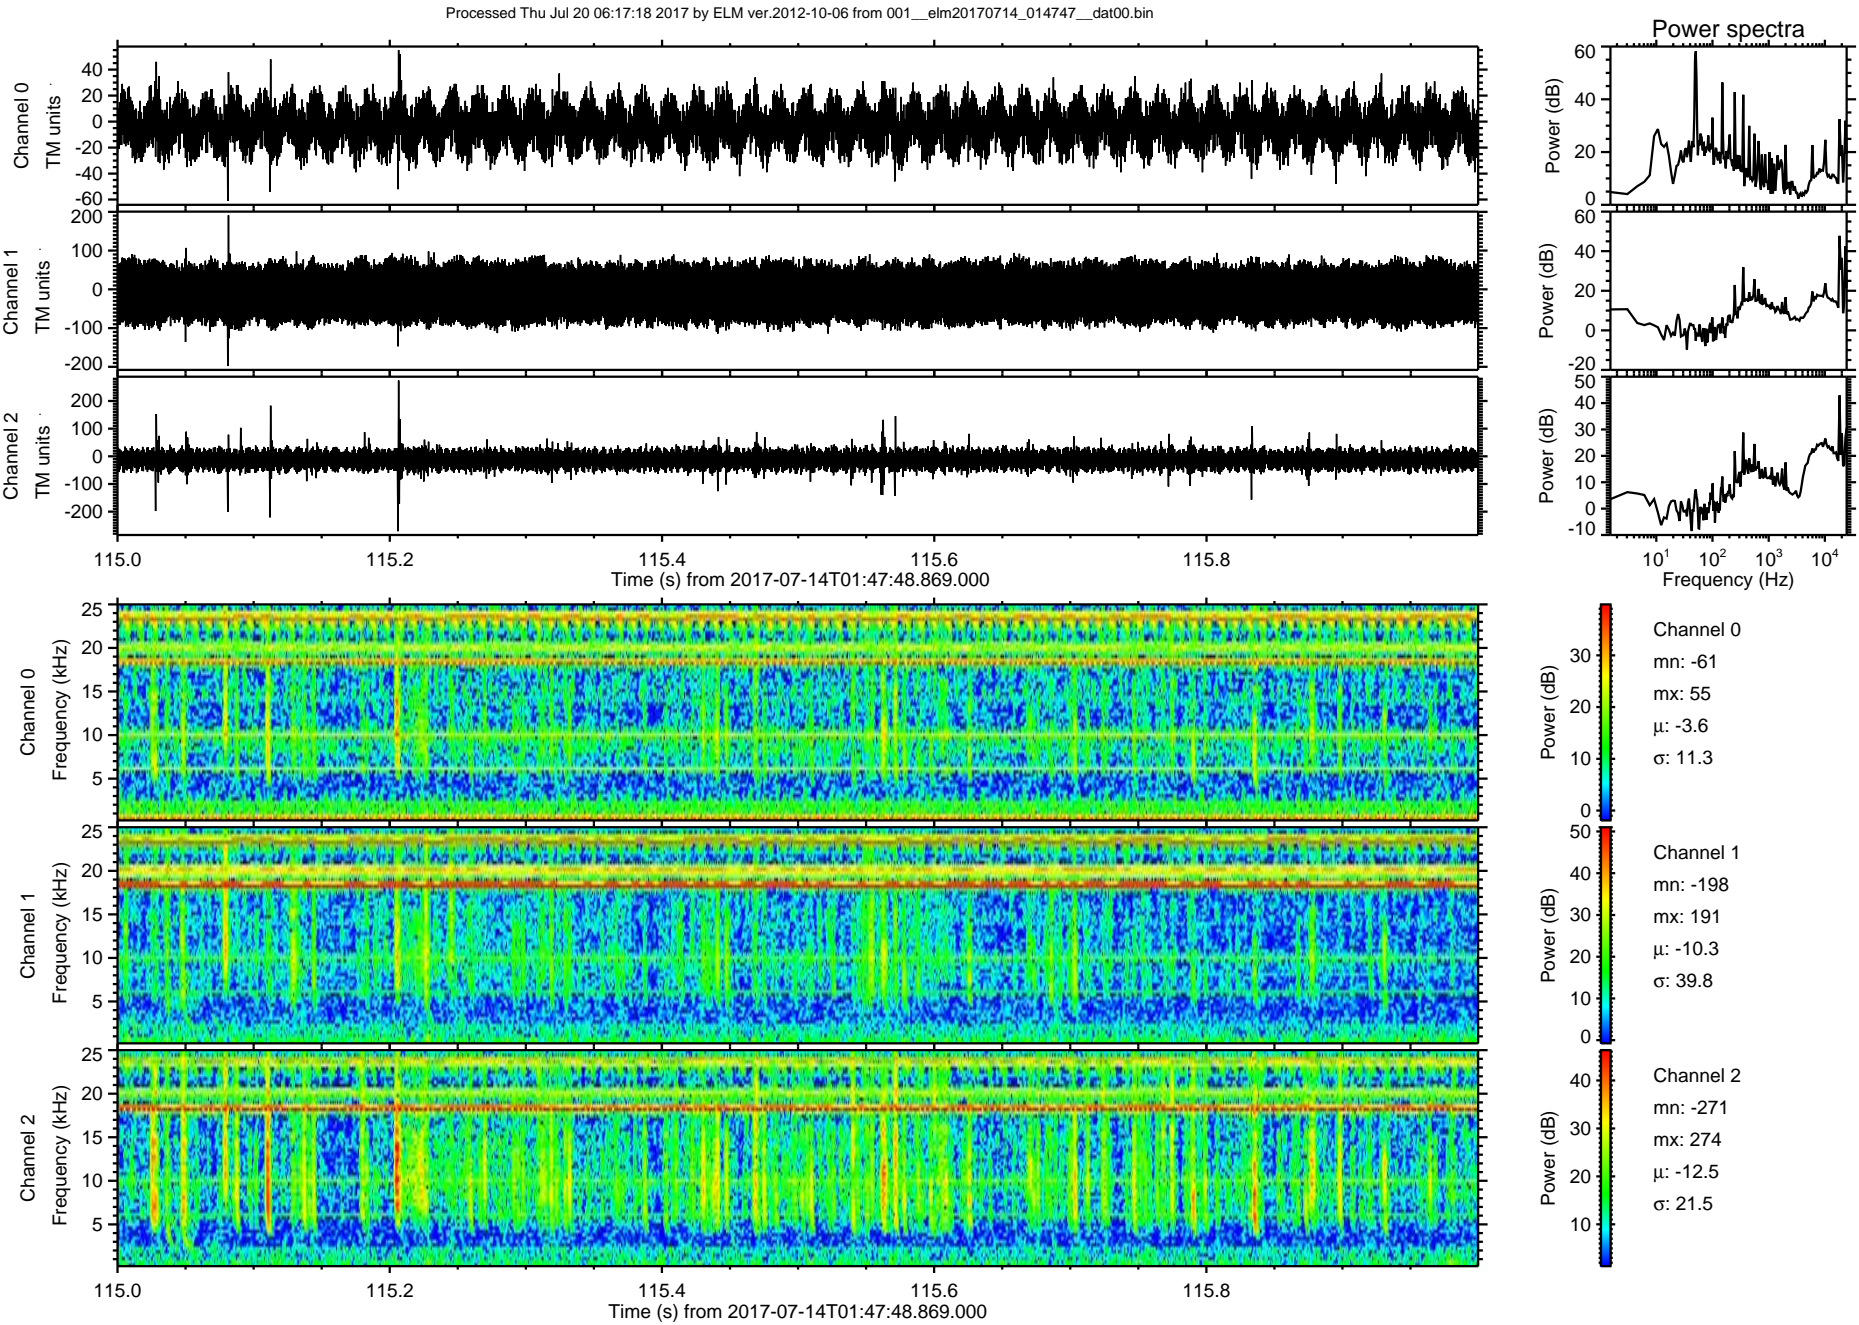 Processed Thu Jul 20 06:17:18 2017 by ELM ver.2012-10-06 from 001__elm20170714_014747__dat00.bin
Power spectra
Channel 0
TM units
40
20
0
-20
-40
-60
Power (dB)
60
40
20
0
Channel 1
TM units
200
100
0
-100
-200
Power (dB)
60
40
20
0
-20
Channel 2
TM units
200
100
0
-100
-200
Power (dB)
50
40
30
20
10
0
-10
115.0 115.2 115.4 115.6 115.8
Time (s) from 2017-07-14T01:47:48.869.000
10^1 10^2 10^3 10^4
Frequency (Hz)
Channel 0
Frequency (kHz)
25
20
15
10
5
Power (dB)
30
20
10
0
Channel 0
mn: -61
mx: 55
μ: -3.6
σ: 11.3
Channel 1
Frequency (kHz)
25
20
15
10
5
Power (dB)
50
40
30
20
10
0
Channel 1
mn: -198
mx: 191
μ: -10.3
σ: 39.8
Channel 2
Frequency (kHz)
25
20
15
10
5
Power (dB)
40
30
20
10
Channel 2
mn: -271
mx: 274
μ: -12.5
σ: 21.5
115.0 115.2 115.4 115.6 115.8
Time (s) from 2017-07-14T01:47:48.869.000